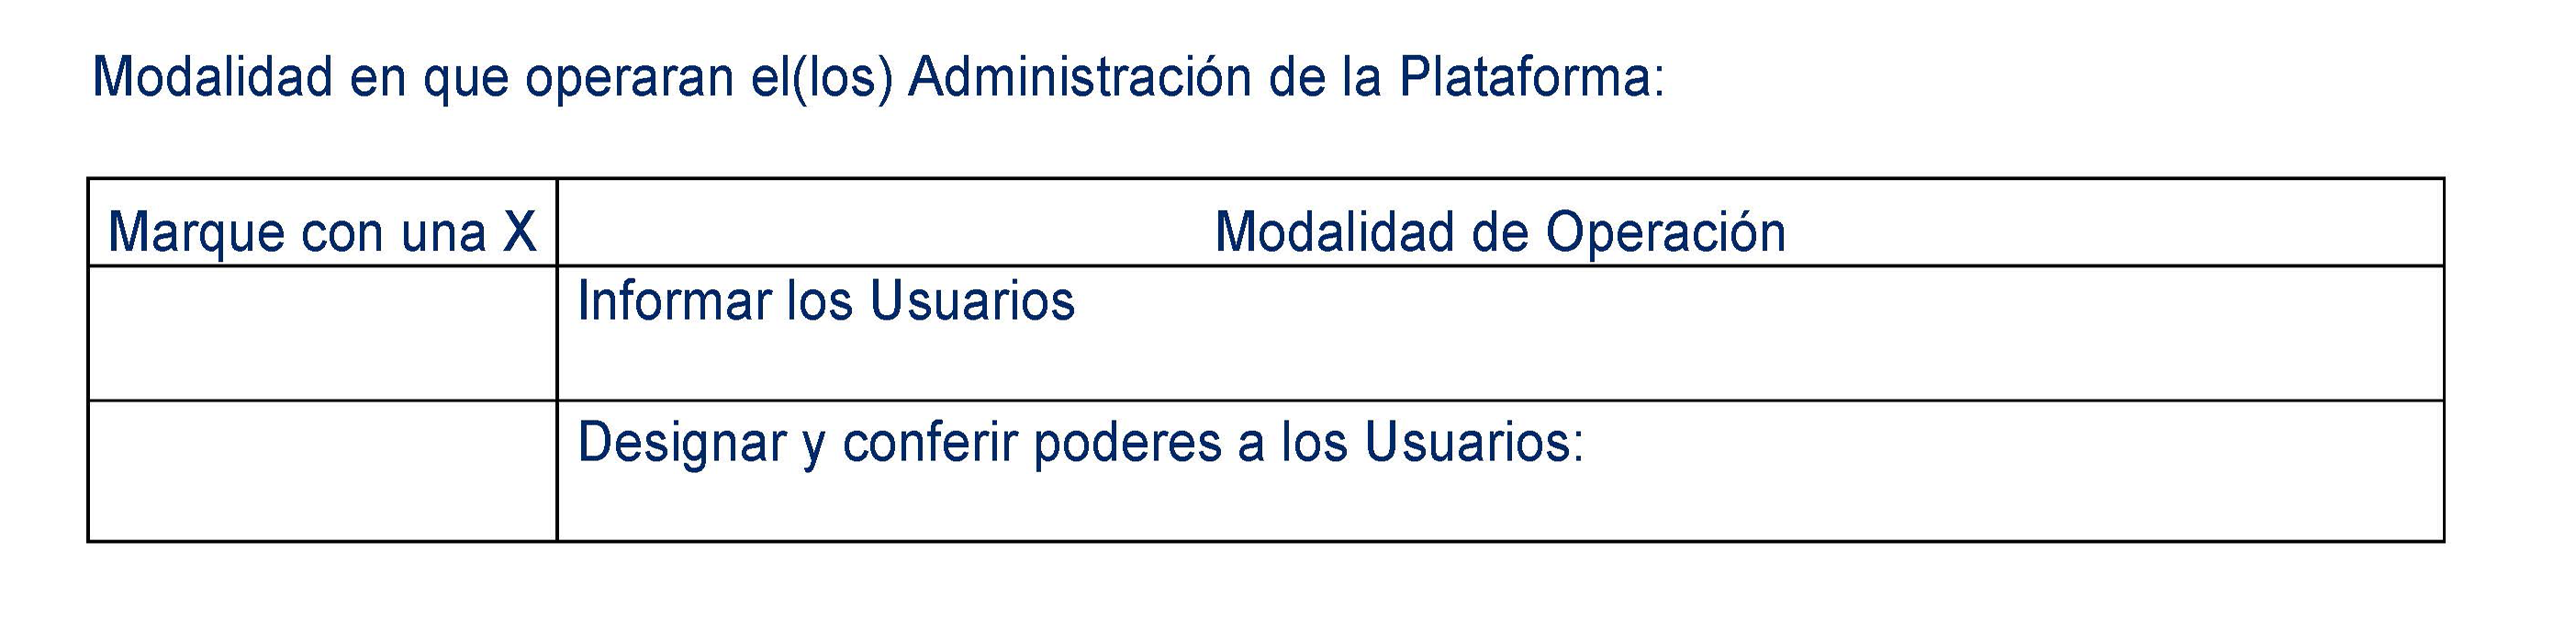 Modalidad en que operaran el(los) Administración de la Plataforma:
Marque con una X Modalidad de Operación
Informar los Usuarios
Designar y conferir poderes a los Usuarios: